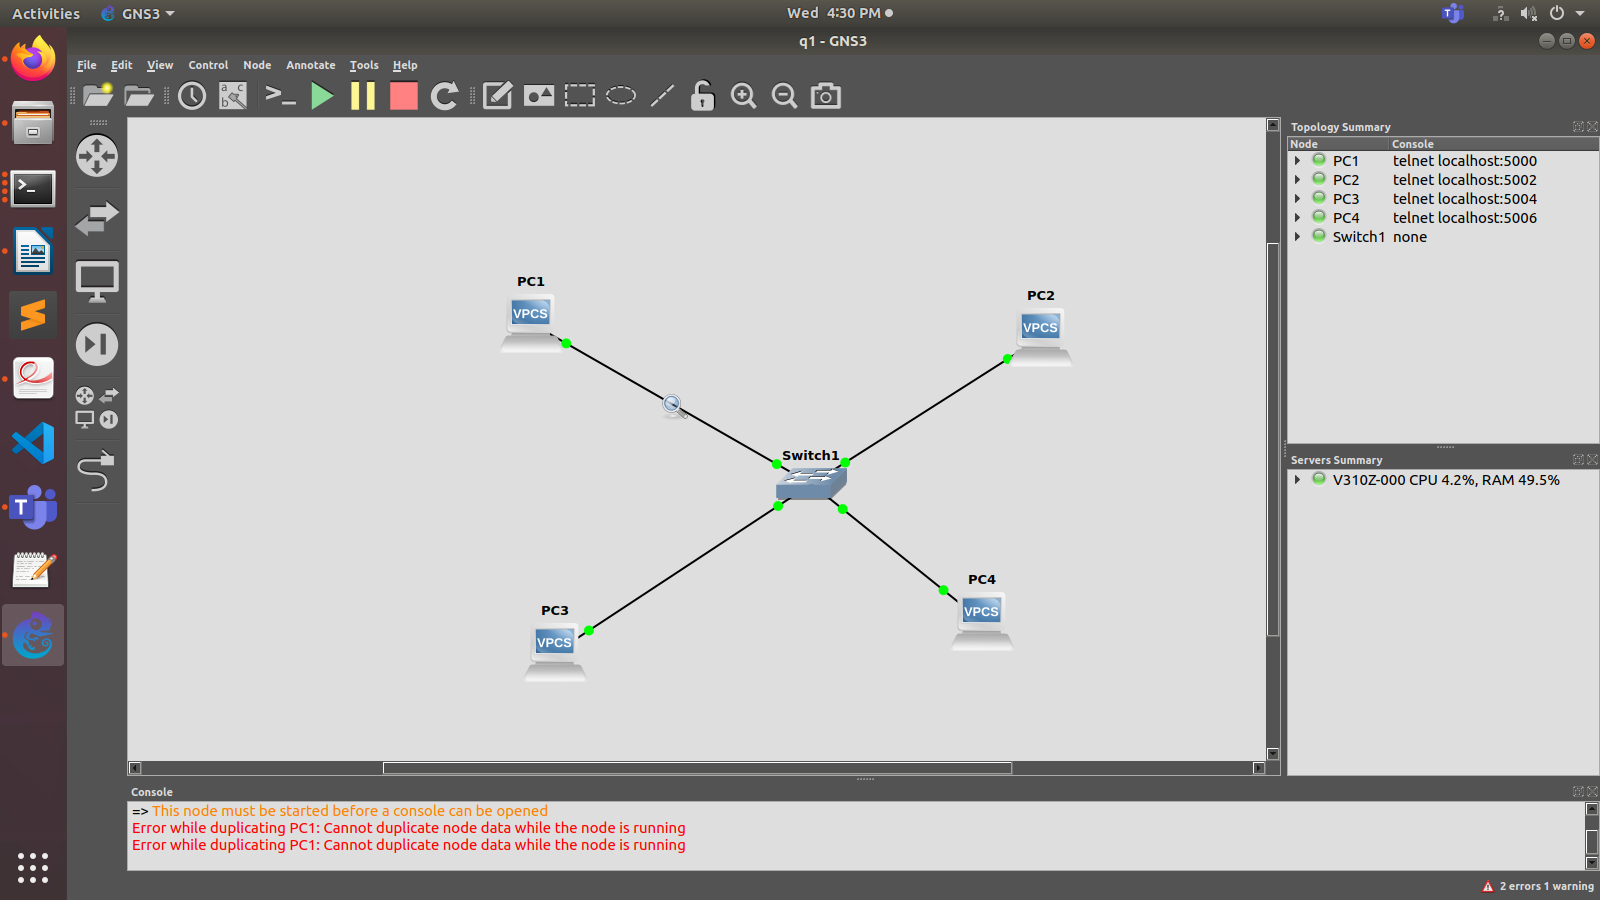 Activities GNS3 Wed 4:30 PM
q1 - GNS3
File Edit View Control Node Annotate Tools Help
a c
b
Topology Summary
Node Console
PC1 telnet localhost:5000
PC2 telnet localhost:5002
PC3 telnet localhost:5004
PC4 telnet localhost:5006
Switch1 none
PC1
VPCS
PC2
VPCS
Switch1
PC3
VPCS
PC4
VPCS
Servers Summary
V310Z-000 CPU 4.2%, RAM 49.5%
Console
=> This node must be started before a console can be opened
Error while duplicating PC1: Cannot duplicate node data while the node is running
Error while duplicating PC1: Cannot duplicate node data while the node is running
2 errors 1 warning